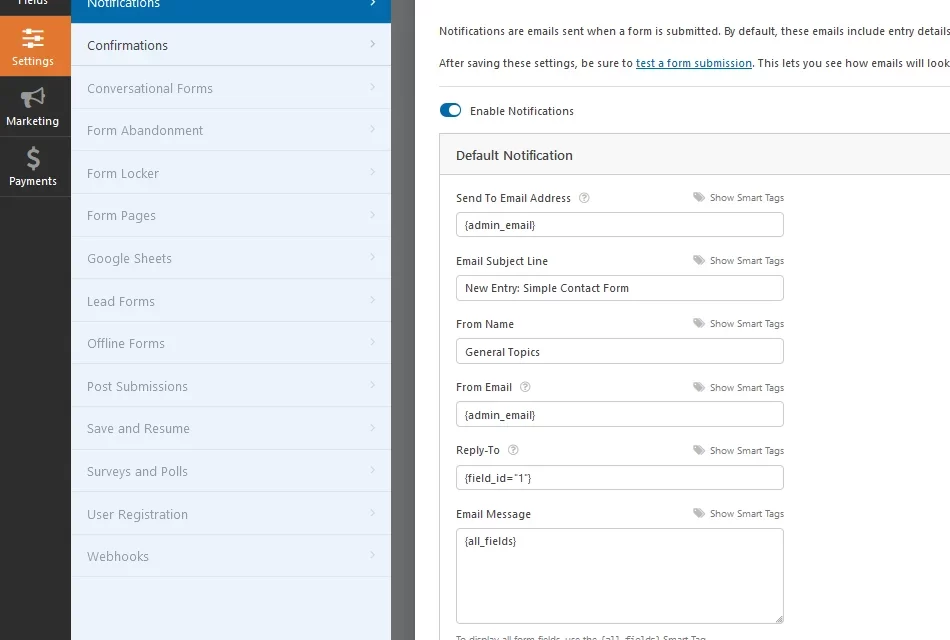 Fields
Settings
Marketing
Payments
Notifications
Confirmations
Conversational Forms
Form Abandonment
Form Locker
Form Pages
Google Sheets
Lead Forms
Offline Forms
Post Submissions
Save and Resume
Surveys and Polls
User Registration
Webhooks
Notifications are emails sent when a form is submitted. By default, these emails include entry details
After saving these settings, be sure to test a form submission. This lets you see how emails will look
Enable Notifications
Default Notification
Send To Email Address ? Show Smart Tags
{admin_email}
Email Subject Line Show Smart Tags
New Entry: Simple Contact Form
From Name Show Smart Tags
General Topics
From Email ? Show Smart Tags
{admin_email}
Reply-To ? Show Smart Tags
{field_id="1"}
Email Message Show Smart Tags
{all_fields}
To display all form fields, use the {all_fields} Smart Tag.